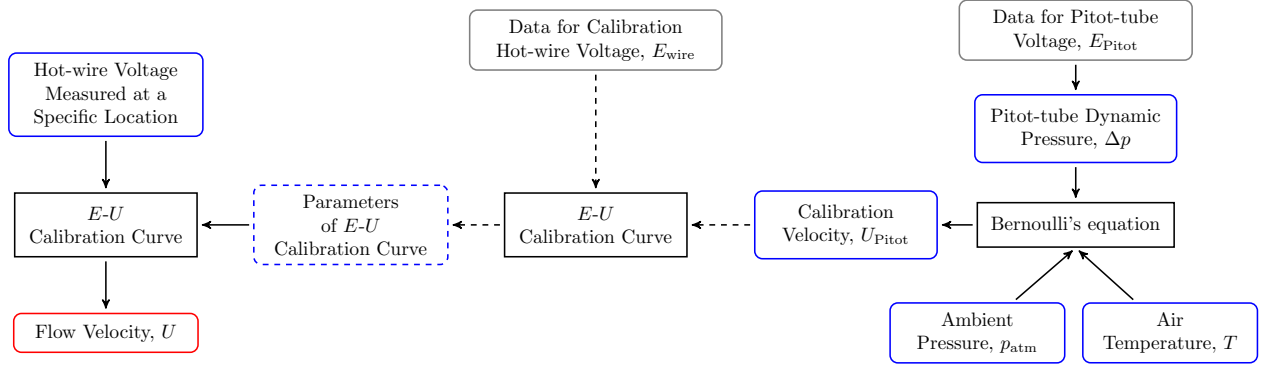 Hot-wire Voltage
Measured at a
Specific Location
Data for Calibration
Hot-wire Voltage, E_wire
Data for Pitot-tube
Voltage, E_Pitot
Pitot-tube Dynamic
Pressure, Δp
E-U
Calibration Curve
Parameters
of E-U
Calibration Curve
E-U
Calibration Curve
Calibration
Velocity, U_Pitot
Bernoulli's equation
Flow Velocity, U
Ambient
Pressure, p_atm
Air
Temperature, T